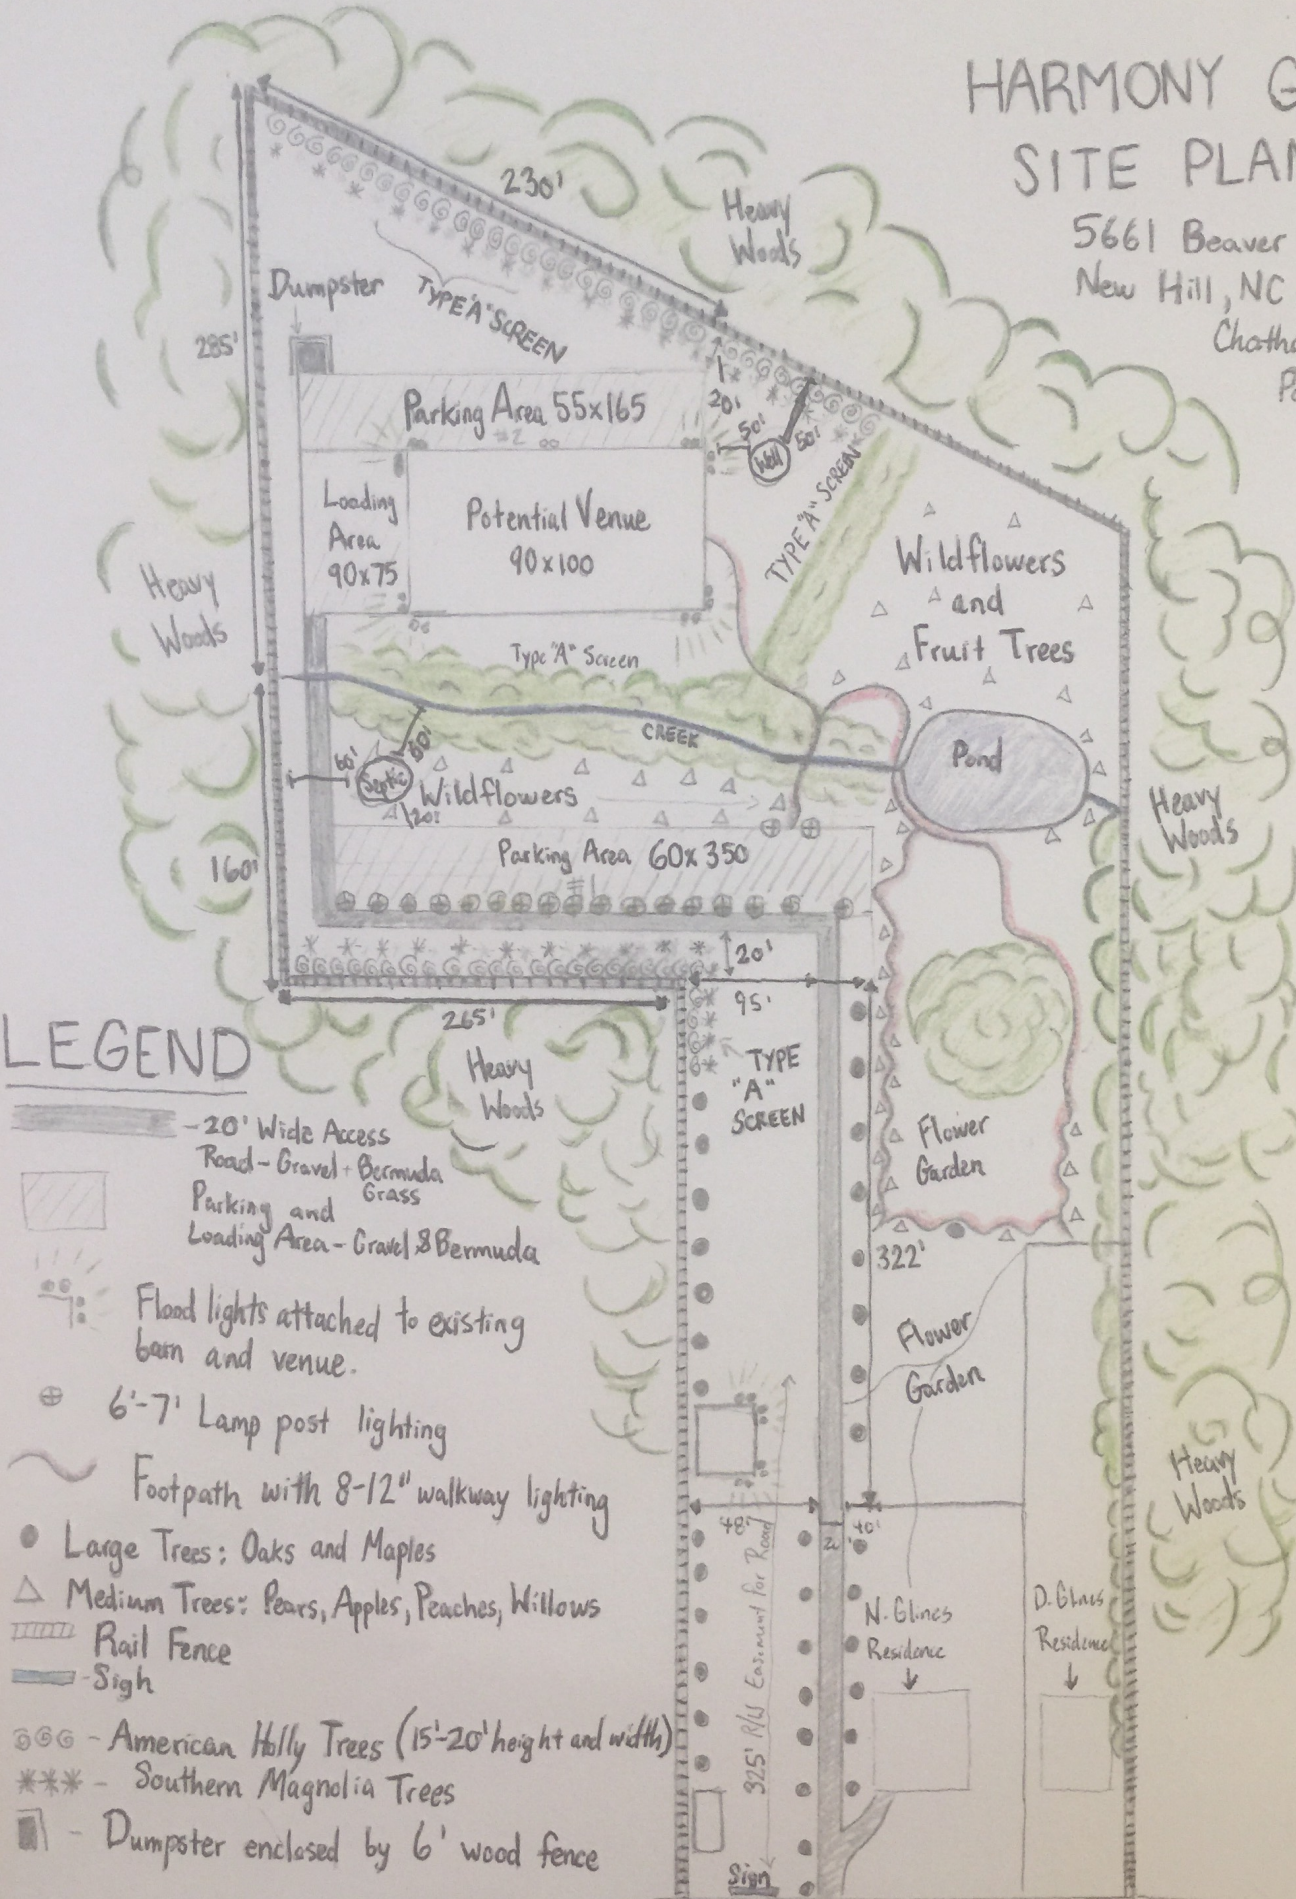 HARMONY G
SITE PLAN
5661 Beaver
New Hill, NC
Chatha
Pa
230'
Heavy
Woods
Dumpster
TYPE "A" SCREEN
285'
Parking Area 55x165
#2
20'
50'
50'
Well
TYPE "A" SCREEN
Loading
Area
90x75
Potential Venue
90x100
Wildflowers
and
Fruit Trees
Heavy
Woods
Type "A" Screen
CREEK
Pond
60'
Septic
120'
Wildflowers
Heavy
Woods
160'
Parking Area 60x350
#1
20'
95'
265'
LEGEND
Heavy
Woods
TYPE
"A"
SCREEN
Flower
Garden
-20' Wide Access
Road-Gravel + Bermuda
Grass
Parking and
Loading Area - Gravel & Bermuda
322'
Flood lights attached to existing
barn and venue.
Flower
Garden
6'-7' Lamp post lighting
Footpath with 8-12" walkway lighting
Heavy
Woods
48'
40'
Large Trees: Oaks and Maples
Medium Trees: Pears, Apples, Peaches, Willows
Rail Fence
-Sigh
325' R/W Easement for Road
N. Glines
Residence
D. Glines
Residence
- American Holly Trees (15'-20' height and width)
- Southern Magnolia Trees
- Dumpster enclosed by 6' wood fence
Sign